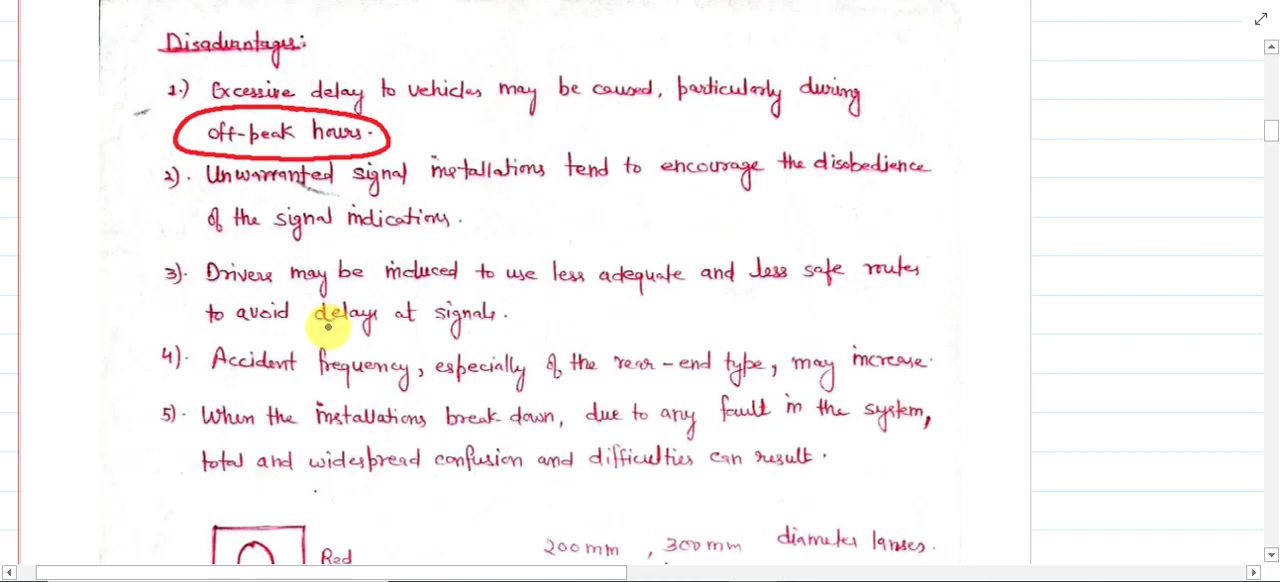 Disadvantages:
1.) Excessive delay to vehicles may be caused, particularly during
off-peak hours.
2). Unwarranted signal installations tend to encourage the disobedience
of the signal indications.
3). Drivers may be induced to use less adequate and less safe routes
to avoid delays at signals.
4). Accident frequency, especially of the rear-end type, may increase.
5). When the installations break down, due to any fault in the system,
total and widespread confusion and difficulties can result.
200mm, 300mm diameter lanses.
Red